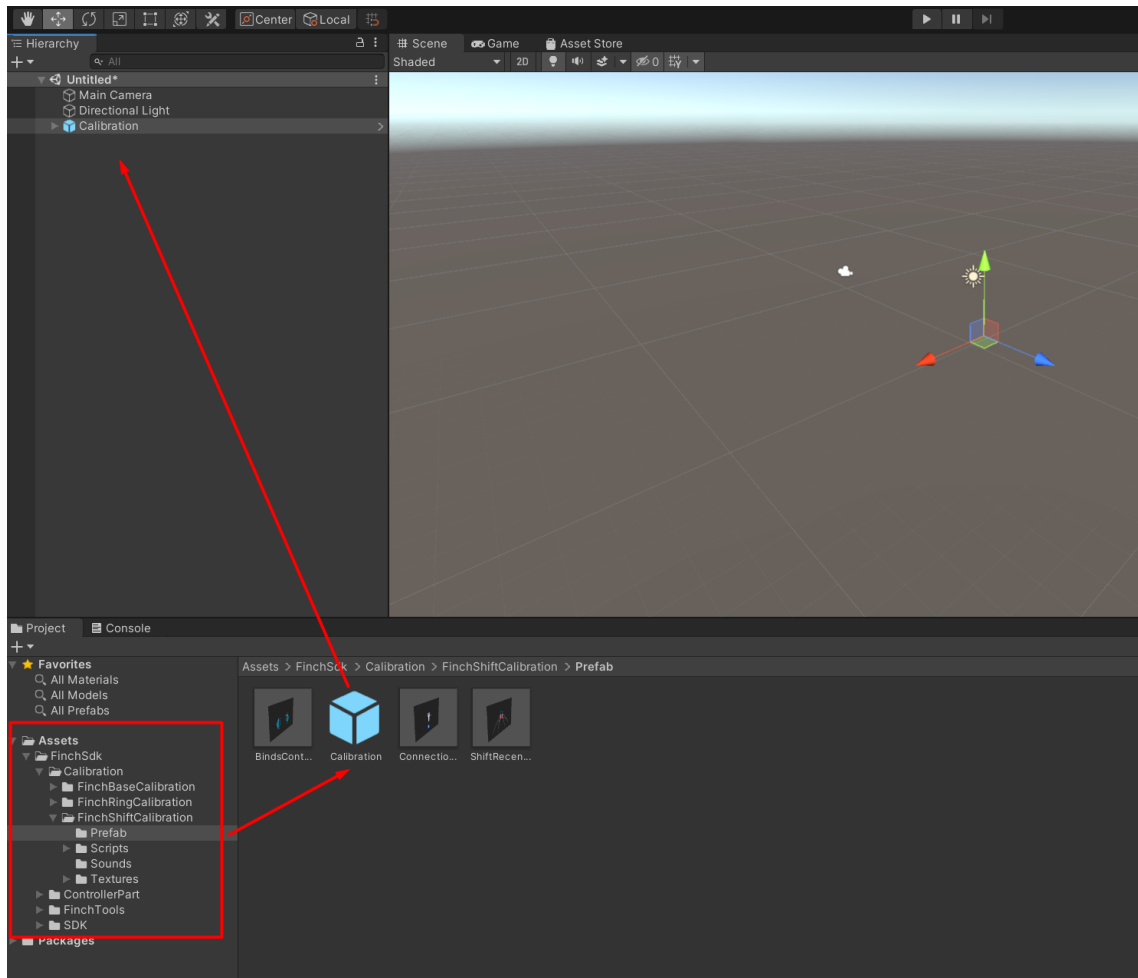 Center Local
Hierarchy
All
Untitled*
Main Camera
Directional Light
Calibration
Scene Game Asset Store
Shaded 2D 0
Project Console
Favorites
All Materials
All Models
All Prefabs
Assets
FinchSdk
Calibration
FinchBaseCalibration
FinchRingCalibration
FinchShiftCalibration
Prefab
Scripts
Sounds
Textures
ControllerPart
FinchTools
SDK
Packages
Assets > FinchSdk > Calibration > FinchShiftCalibration > Prefab
BindsCont... Calibration Connectio... ShiftRecen...